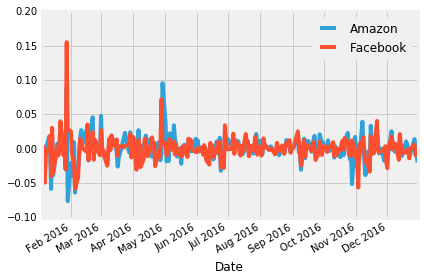 0.20
0.15
0.10
0.05
0.00
−0.05
−0.10
Amazon
Facebook
Feb 2016
Mar 2016
Apr 2016
May 2016
Jun 2016
Jul 2016
Aug 2016
Sep 2016
Oct 2016
Nov 2016
Dec 2016
Date